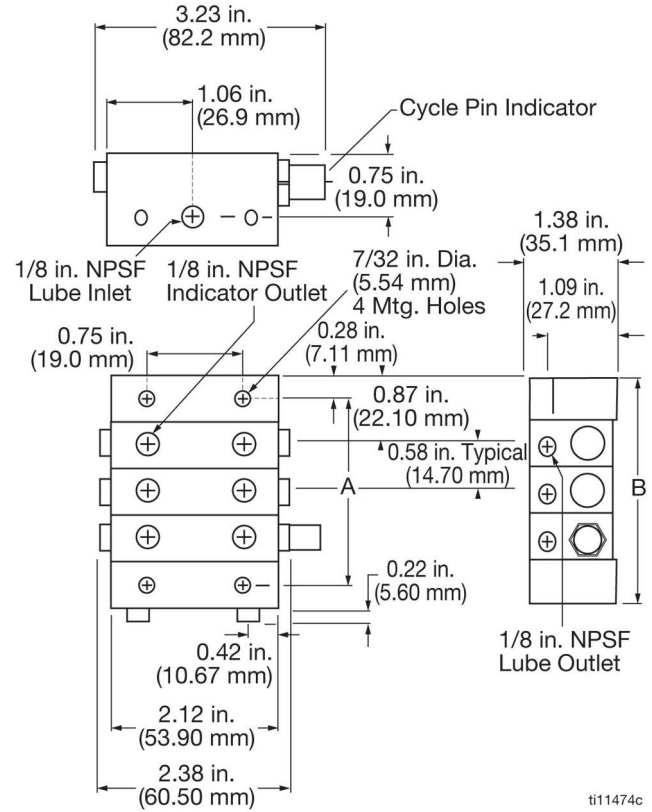 3.23 in.
(82.2 mm)
1.06 in.
(26.9 mm)
Cycle Pin Indicator
0.75 in.
(19.0 mm)
1.38 in.
(35.1 mm)
1/8 in. NPSF
Lube Inlet
1/8 in. NPSF
Indicator Outlet
7/32 in. Dia.
(5.54 mm)
4 Mtg. Holes
1.09 in.
(27.2 mm)
0.75 in.
(19.0 mm)
0.28 in.
(7.11 mm)
0.87 in.
(22.10 mm)
0.58 in. Typical
(14.70 mm)
A
B
0.22 in.
(5.60 mm)
0.42 in.
(10.67 mm)
1/8 in. NPSF
Lube Outlet
2.12 in.
(53.90 mm)
2.38 in.
(60.50 mm)
ti11474c